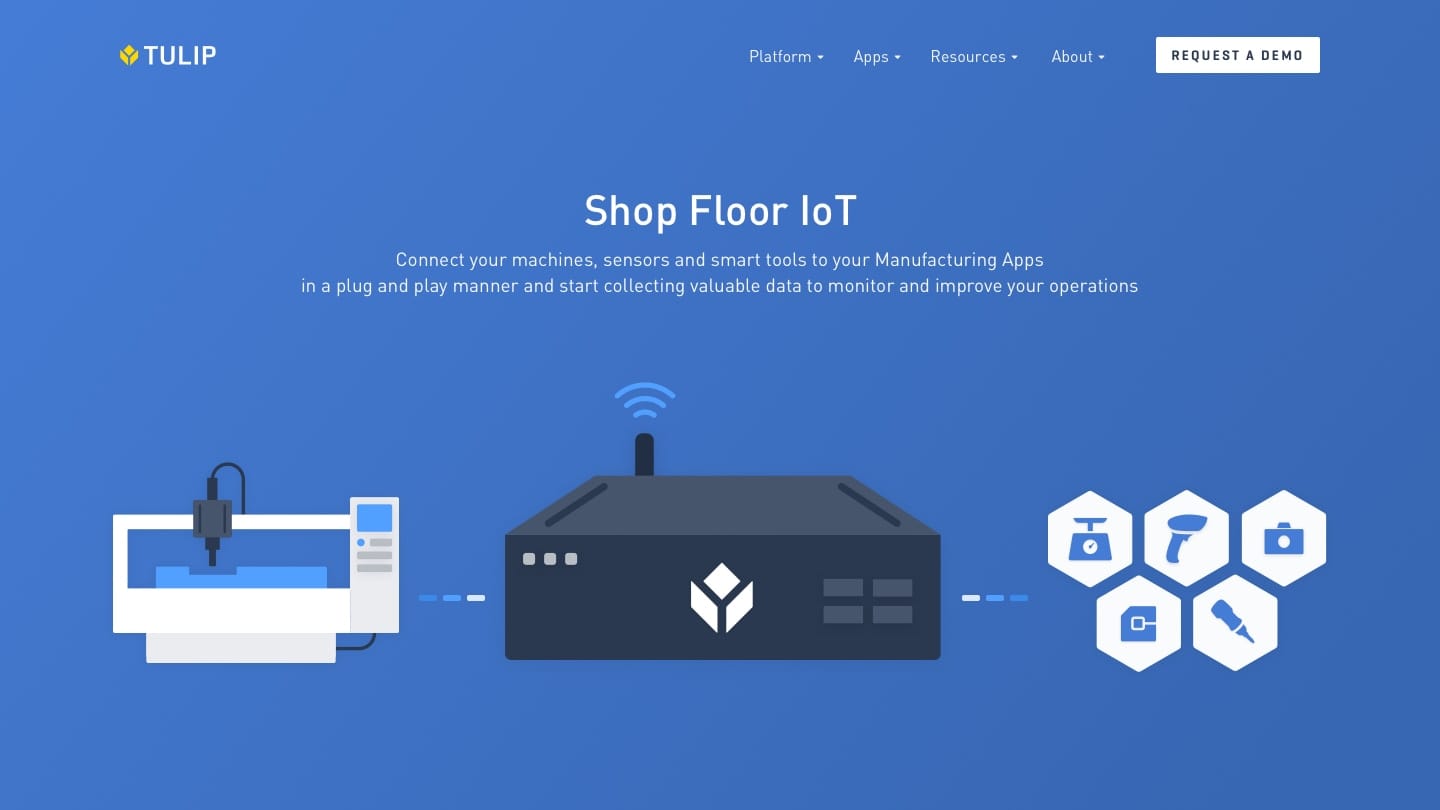 TULIP
Platform
Apps
Resources
About
REQUEST A DEMO
Shop Floor IoT
Connect your machines, sensors and smart tools to your Manufacturing Apps
in a plug and play manner and start collecting valuable data to monitor and improve your operations